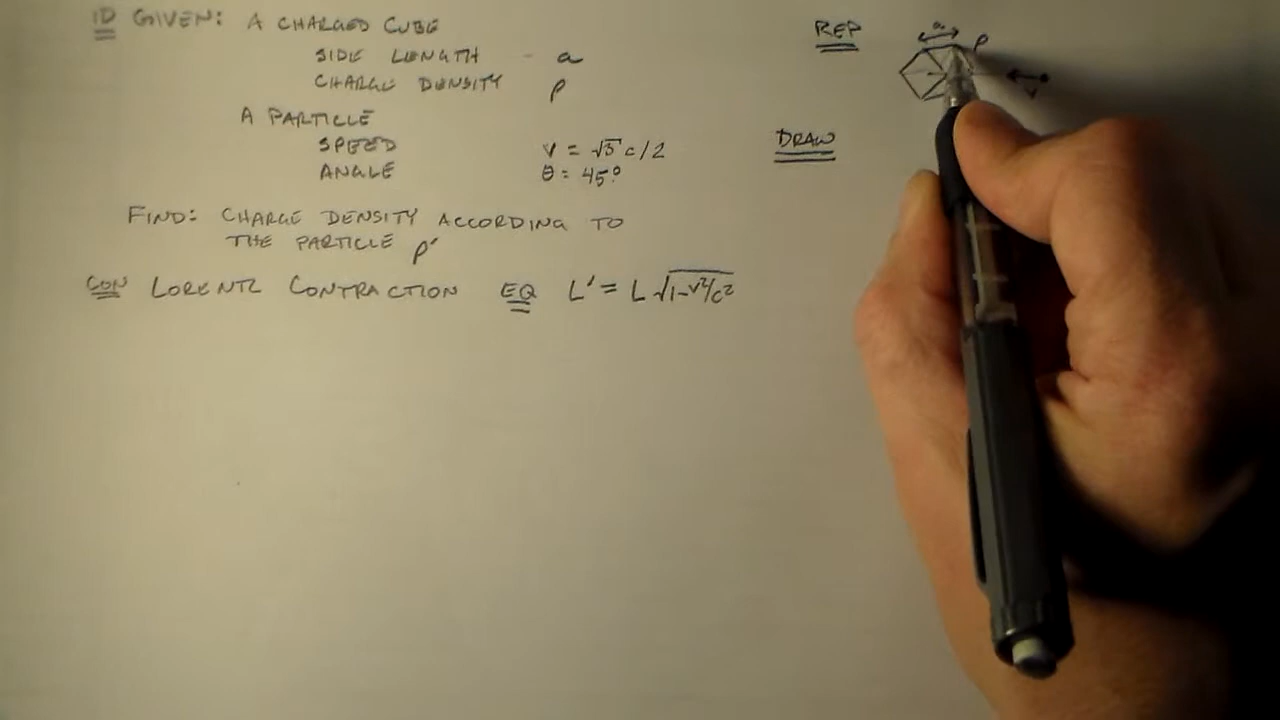 ID GIVEN: A CHARGED CUBE
SIDE LENGTH - a
CHARGE DENSITY ρ
A PARTICLE
SPEED v = √3 c/2
ANGLE θ = 45°
FIND: CHARGE DENSITY ACCORDING TO
THE PARTICLE ρ'
CON LORENTZ CONTRACTION EQ L' = L √1-v²/c²
REP
a
ρ
v
DRAW